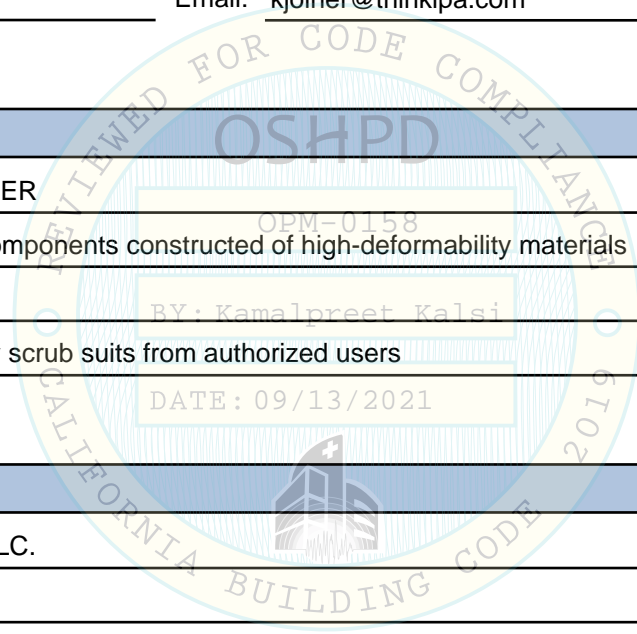 Email: kjoiner@thinkipa.com
REVIEWED FOR CODE COMPLIANCE
OSHPD
ER
OPM-0158
omponents constructed of high-deformability materials
BY: Kamalpreet Kalsi
scrub suits from authorized users
DATE: 09/13/2021
LC.
CALIFORNIA BUILDING CODE 2019